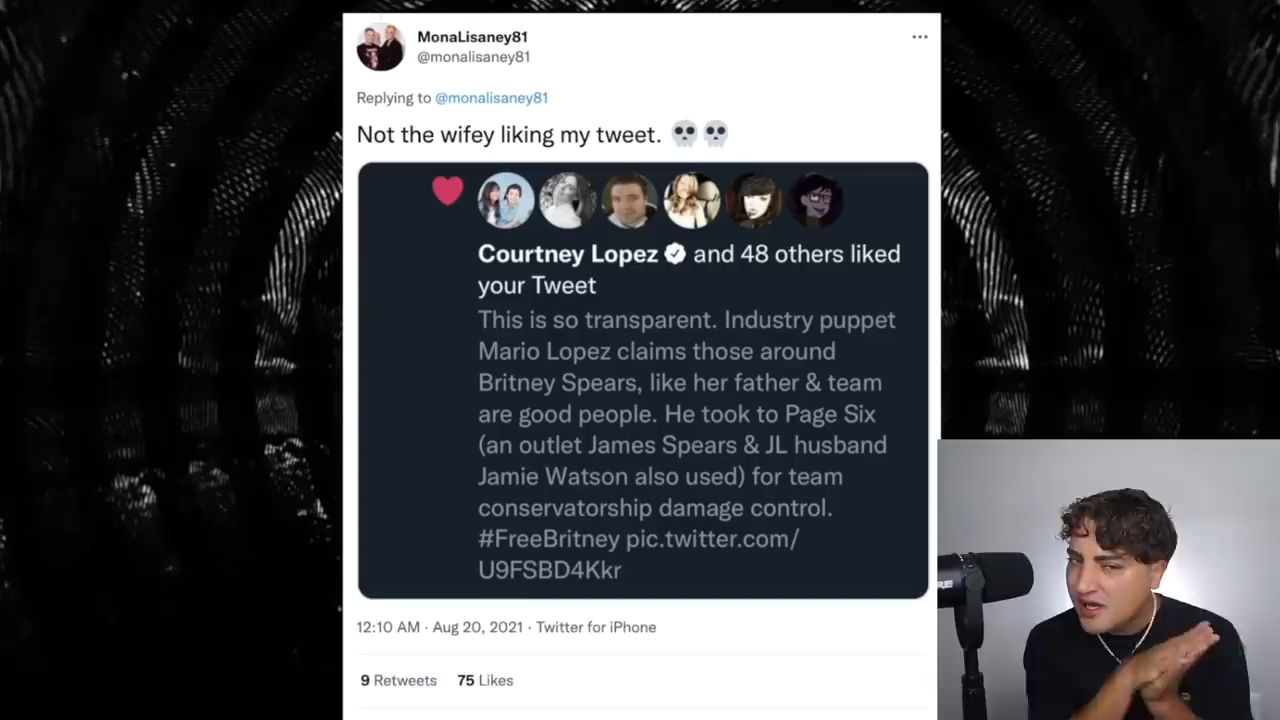 MonaLisaney81
@monalisaney81
Replying to @monalisaney81
Not the wifey liking my tweet. 💀💀
Courtney Lopez and 48 others liked
your Tweet
This is so transparent. Industry puppet
Mario Lopez claims those around
Britney Spears, like her father & team
are good people. He took to Page Six
(an outlet James Spears & JL husband
Jamie Watson also used) for team
conservatorship damage control.
#FreeBritney pic.twitter.com/
U9FSBD4Kkr
12:10 AM · Aug 20, 2021 · Twitter for iPhone
9 Retweets 75 Likes